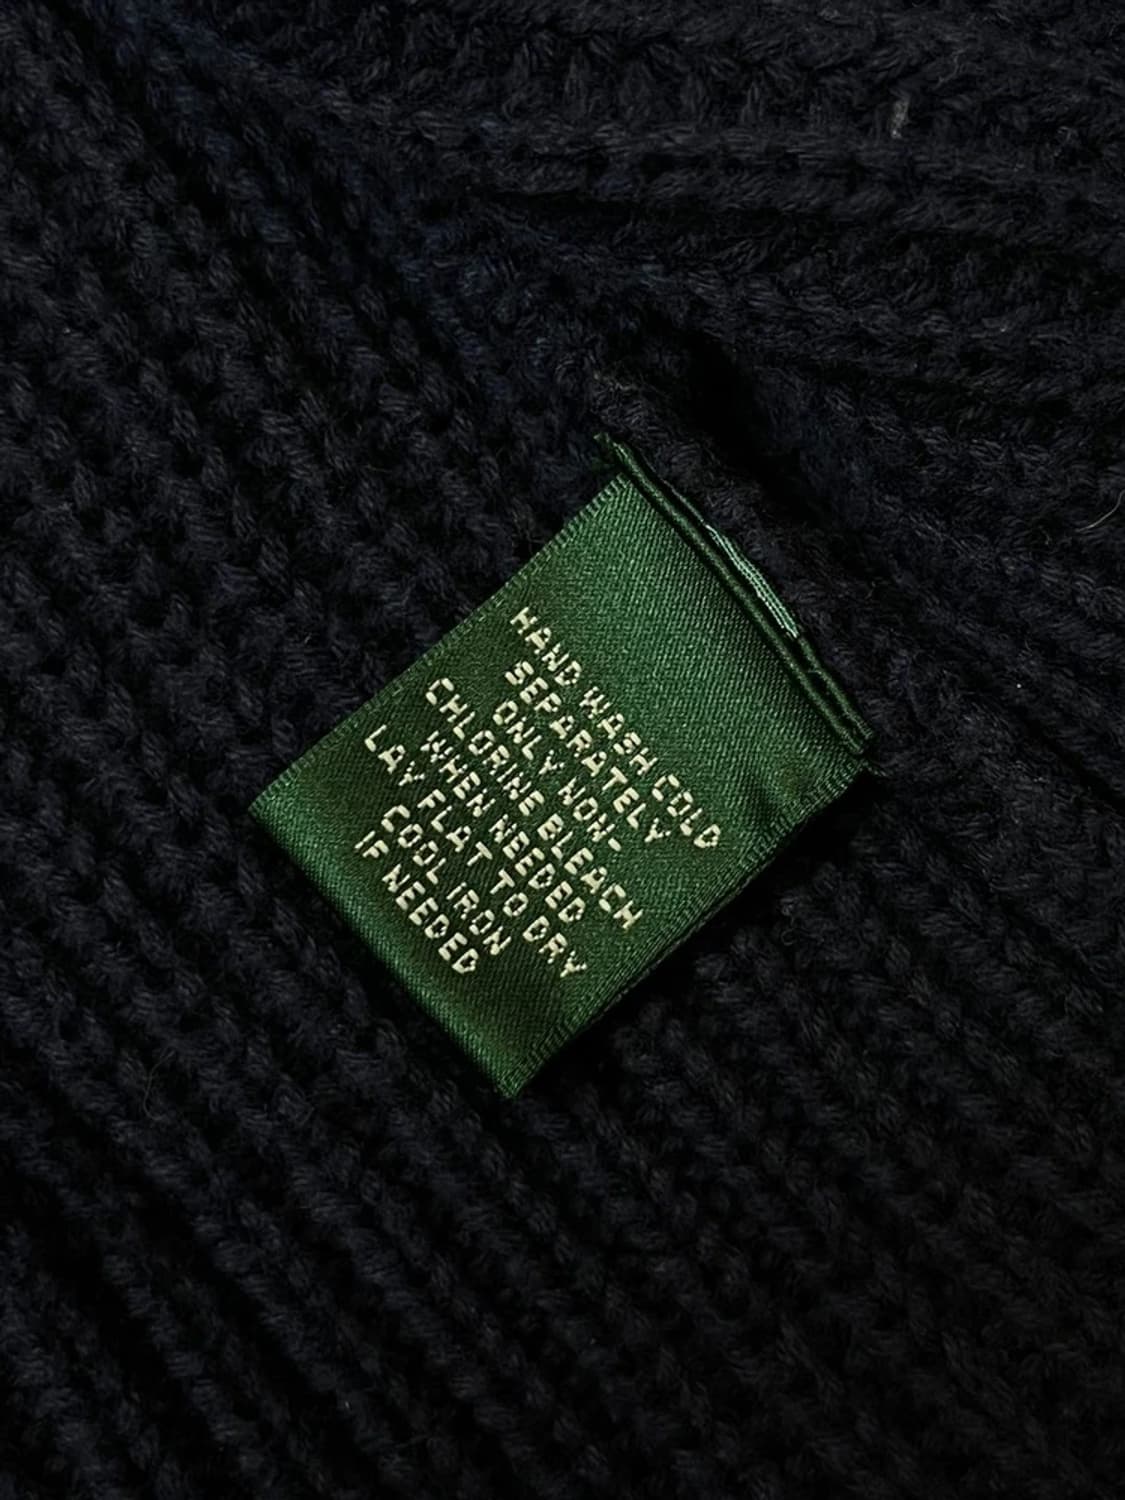 HAND WASH COLD
SEPARATELY
ONLY NON-
CHLORINE BLEACH
WHEN NEEDED
LAY FLAT TO DRY
COOL IRON
IF NEEDED